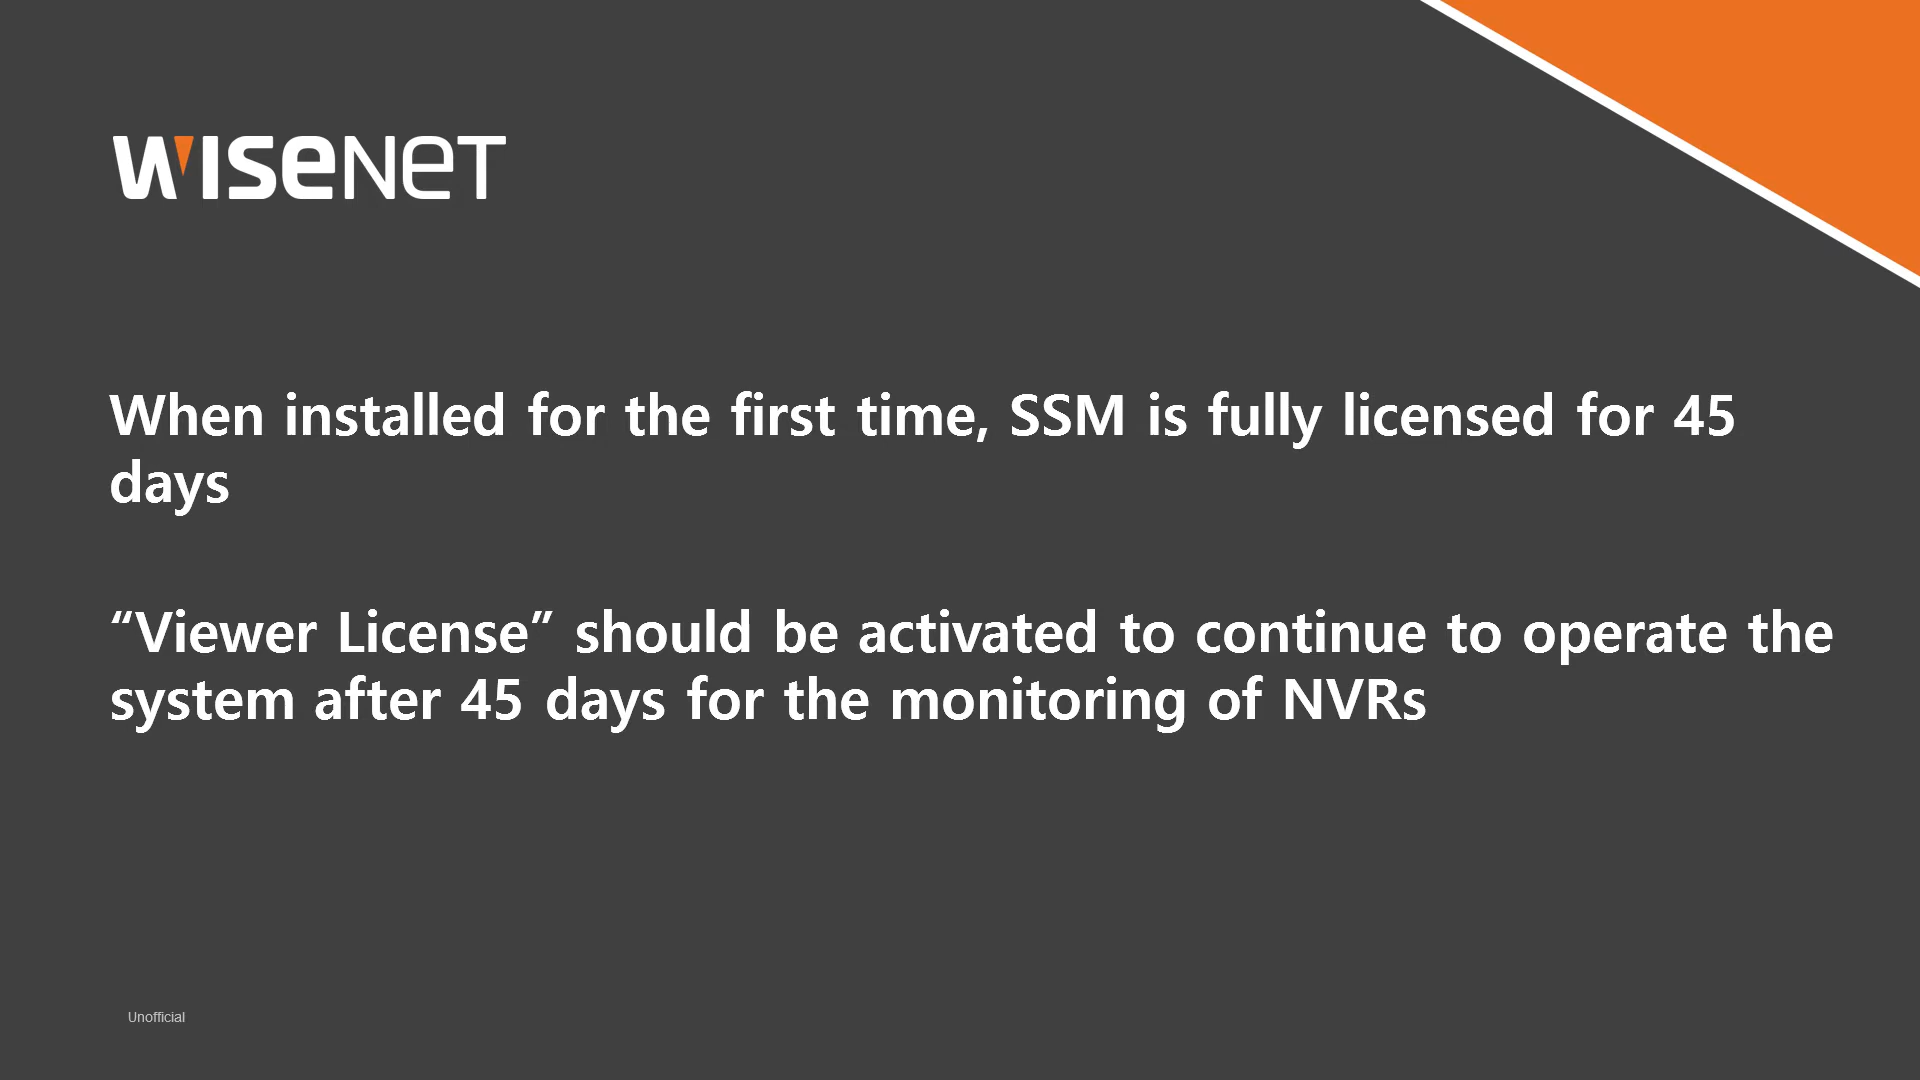 WISENET
When installed for the first time, SSM is fully licensed for 45
days
“Viewer License” should be activated to continue to operate the
system after 45 days for the monitoring of NVRs
Unofficial